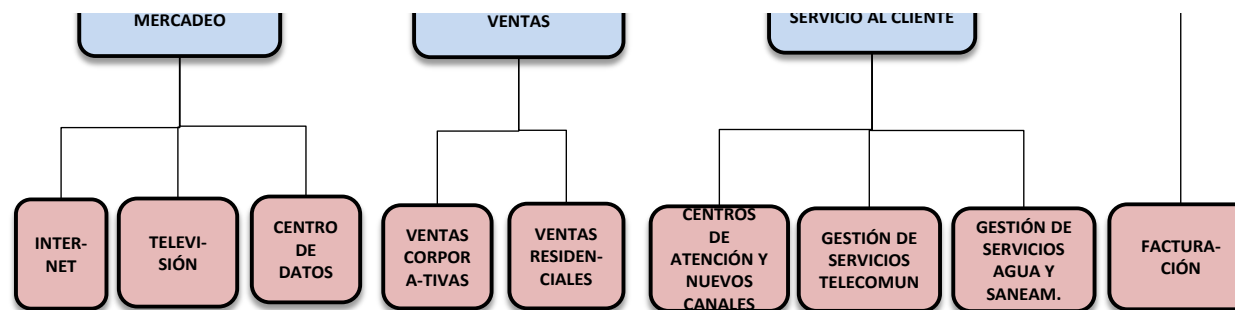 MERCADEO
VENTAS
SERVICIO AL CLIENTE
INTER-
NET
TELEVI-
SIÓN
CENTRO
DE
DATOS
VENTAS
CORPOR
A-TIVAS
VENTAS
RESIDEN-
CIALES
CENTROS
DE
ATENCIÓN Y
NUEVOS
CANALES
GESTIÓN DE
SERVICIOS
TELECOMUN
GESTIÓN DE
SERVICIOS
AGUA Y
SANEAM.
FACTURA-
CIÓN